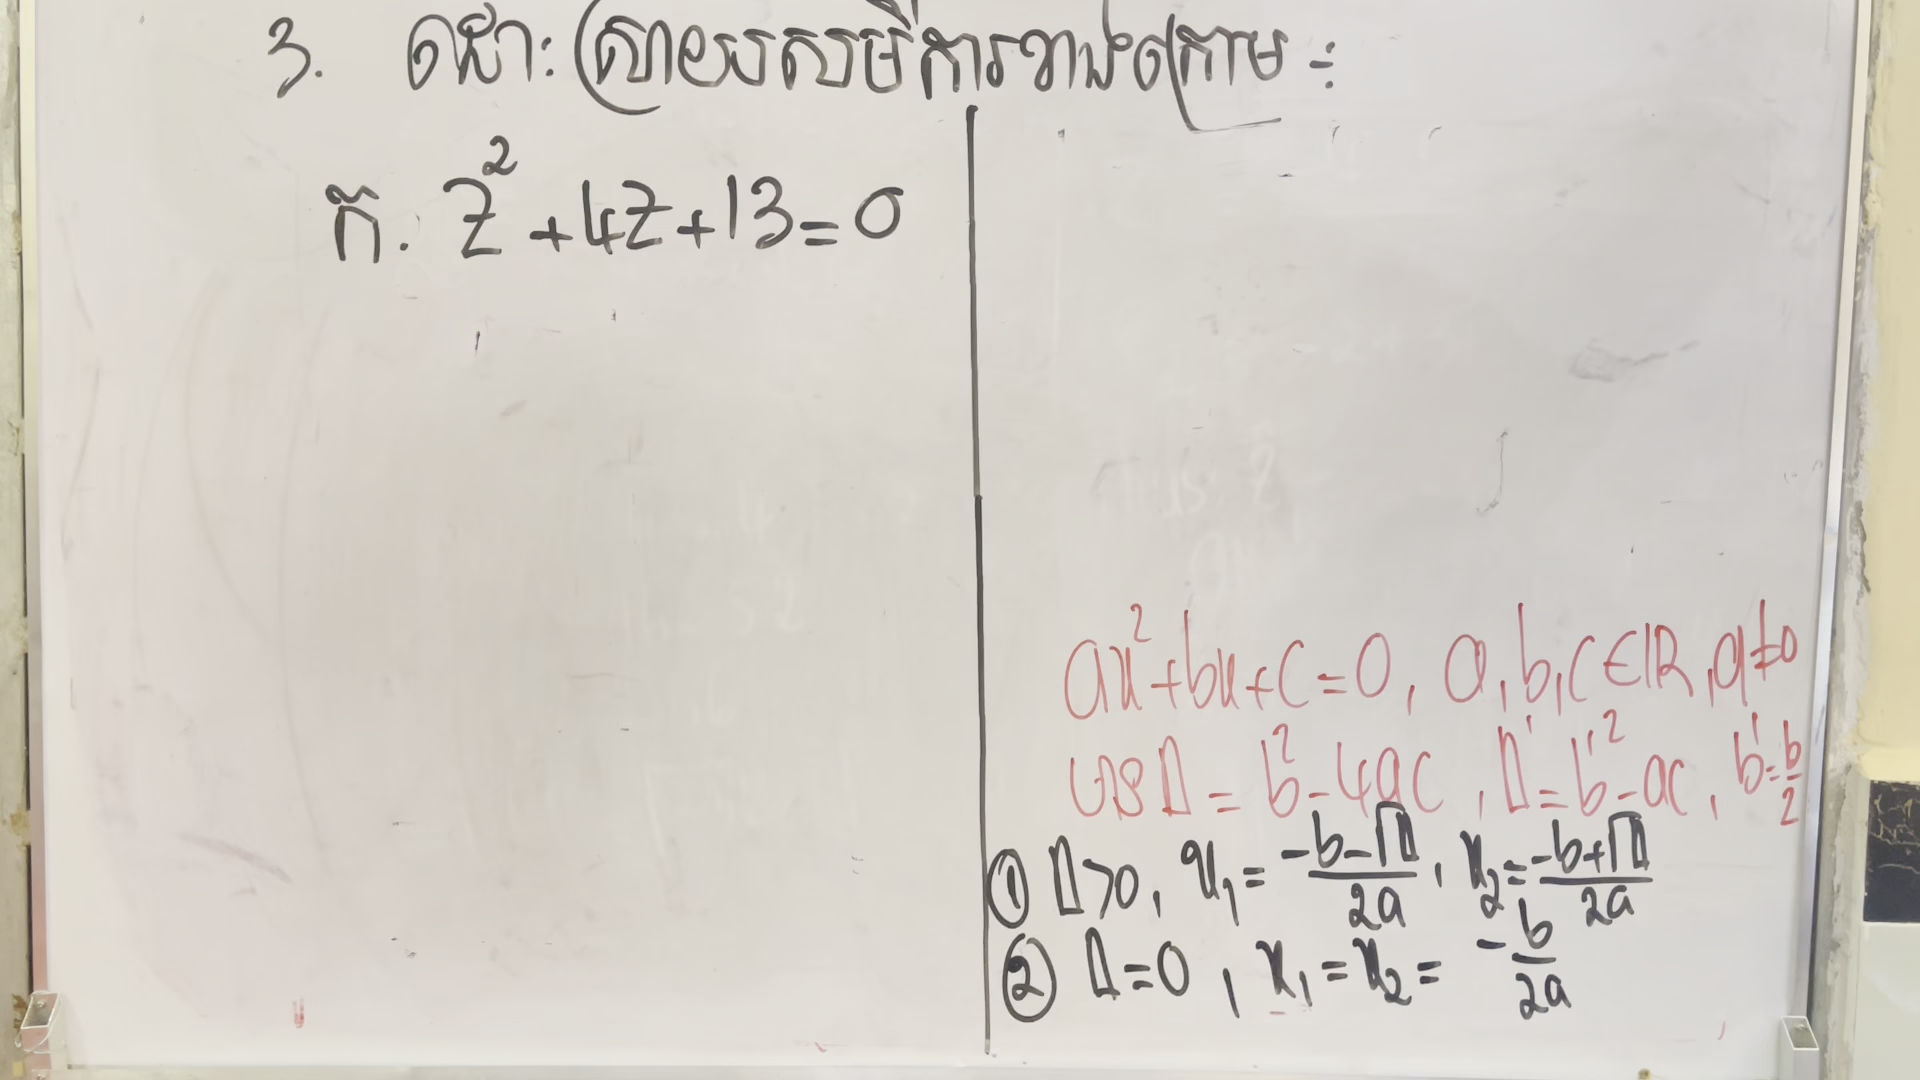 3. ដោះស្រាយសមីការខាងក្រោម ÷
ក. z² + 4z + 13 = 0
ax² + bx + c = 0, a, b, c ∈ IR, a ≠ 0
មាន Δ = b² - 4ac, Δ' = b'² - ac, b' = b/2
① Δ > 0, x₁ = (-b - √Δ)/2a, x₂ = (-b + √Δ)/2a
② Δ = 0, x₁ = x₂ = -b/2a